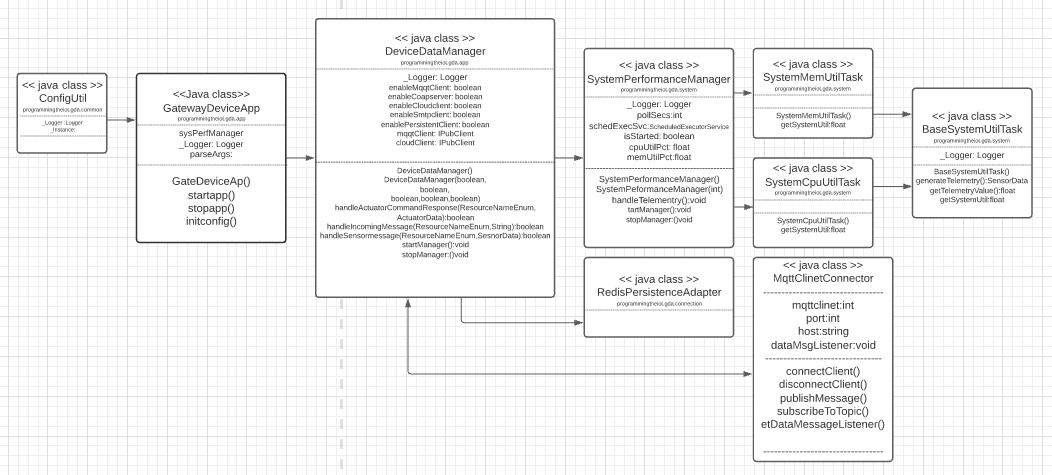 << java class >>
ConfigUtil
programmingtheiot.gda.common
_Logger :Logger
_Instance:
<<Java class>>
GatewayDeviceApp
programmingtheiot.gda.app
sysPerfManager
_Logger: Logger
parseArgs:
GateDeviceAp()
startapp()
stopapp()
initconfig()
<< java class >>
DeviceDataManager
programmingtheiot.gda.app
_Logger: Logger
enableMqqtClient: boolean
enableCoapserver: boolean
enableCloudclient: boolean
enableSmtpclient: boolean
enablePersistentClient: boolean
mqqtClient: IPubClient
cloudClient: IPubClient
DeviceDataManager()
DeviceDataManager(boolean,
boolean,
boolean,boolean,boolean)
handleActuatorCommandResponse(ResourceNameEnum,
ActuatorData):boolean
handleIncomingMessage(ResourceNameEnum,String):boolean
handleSensormessage(ResourceNameEnum,SesnorData):boolean
startManager():void
stopManager:()void
<< java class >>
SystemPerformanceManager
programmingtheiot.gda.system
_Logger: Logger
pollSecs:int
schedExecSvc:ScheduledExecutorService
isStarted: boolean
cpuUtilPct: float
memUtilPct:float
SystemPerformanceManager()
SystemPeformanceManager(int)
handleTelementry():void
tartManager():void
stopManager:()void
<< java class >>
SystemMemUtilTask
programmingtheiot.gda.system
SystemMemUtilTask()
getSystemUtil:float
<< java class >>
SystemCpuUtilTask
programmingtheiot.gda.system
SystemCpuUtilTask()
getSystemUtil:float
<< java class >>
BaseSystemUtilTask
programmingtheiot.gda.system
_Logger: Logger
BaseSystemUtilTask()
generateTelemetry():SensorData
getTelemetryValue():float
getSystemUtil:float
<< java class >>
RedisPersistenceAdapter
programmingtheiot.gda.connection
<< java class >>
MqttClinetConnector
mqttclinet:int
port:int
host:string
dataMsgListener:void
connectClient()
disconnectClient()
publishMessage()
subscribeToTopic()
etDataMessageListener()